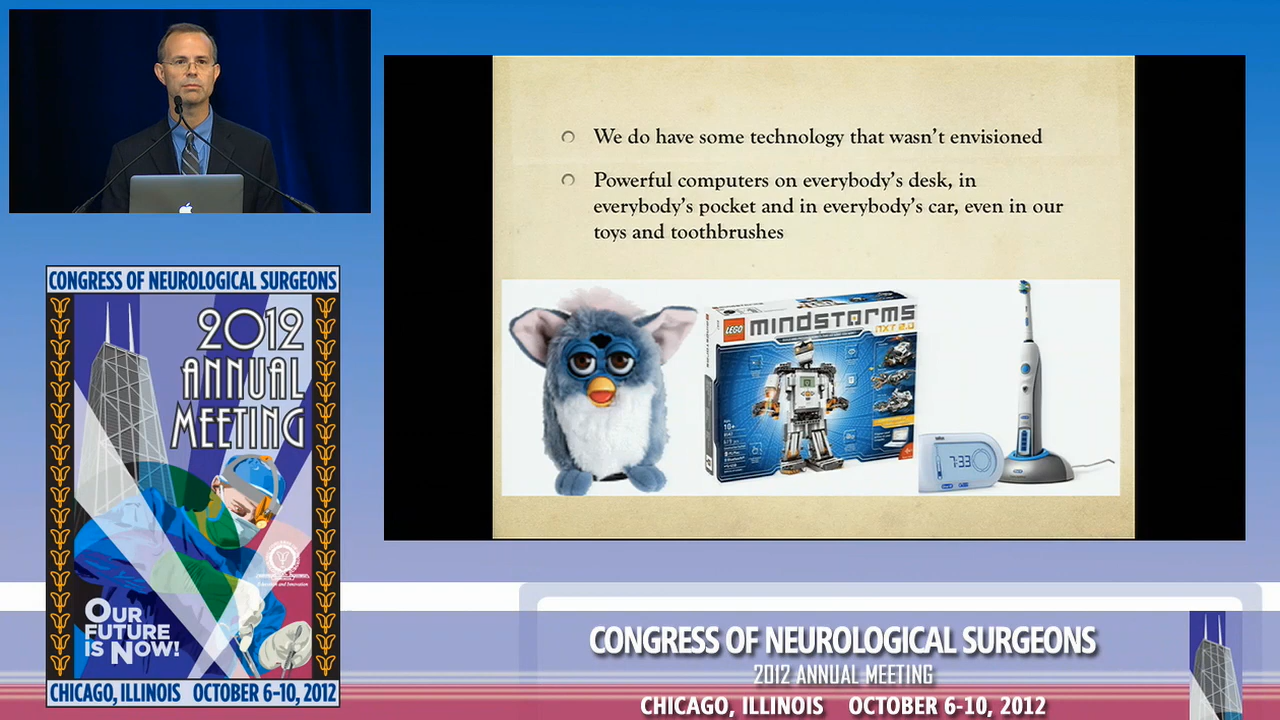 We do have some technology that wasn't envisioned
Powerful computers on everybody's desk, in
everybody's pocket and in everybody's car, even in our
toys and toothbrushes
LEGO
mindstorms
NXT 2.0
10+
7:33
CONGRESS OF NEUROLOGICAL SURGEONS
2012
ANNUAL
MEETING
OUR
FUTURE
IS NOW!
CHICAGO, ILLINOIS OCTOBER 6-10, 2012
CONGRESS OF NEUROLOGICAL SURGEONS
2012 ANNUAL MEETING
CHICAGO, ILLINOIS OCTOBER 6-10, 2012